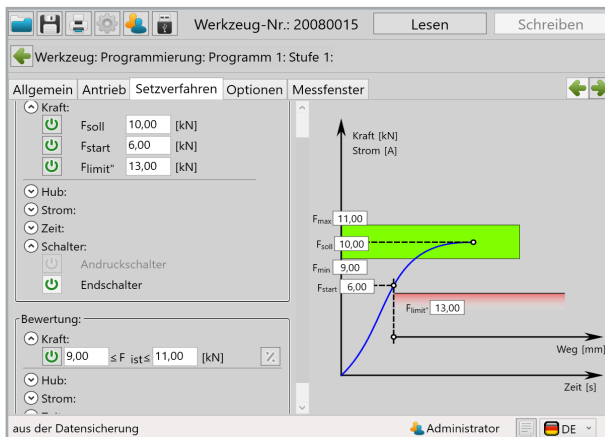 Werkzeug-Nr.: 20080015 Lesen Schreiben
Werkzeug: Programmierung: Programm 1: Stufe 1:
Allgemein Antrieb Setzverfahren Optionen Messfenster
Kraft:
Fsoll 10,00 [kN]
Fstart 6,00 [kN]
Flimit" 13,00 [kN]
Hub:
Strom:
Zeit:
Schalter:
Andruckschalter
Endschalter
Bewertung:
Kraft:
9,00 ≤ F ist≤ 11,00 [kN] %
Hub:
Strom:
Kraft [kN]
Strom [A]
Fmax 11,00
Fsoll 10,00
Fmin 9,00
Fstart 6,00
Flimit" 13,00
Weg [mm]
Zeit [s]
aus der Datensicherung Administrator DE